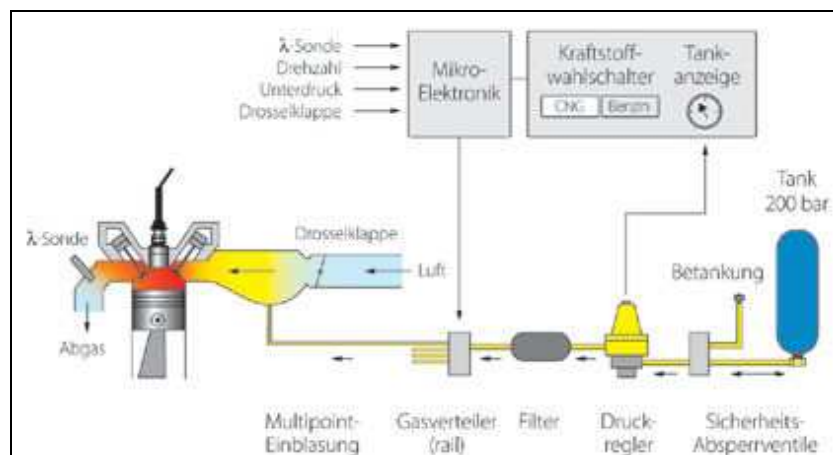 λ-Sonde
Drehzahl
Unterdruck
Drosselklappe
Mikro-
Elektronik
Kraftstoff-
wahlschalter
CNG
Benzin
Tank-
anzeige
Tank
200 bar
λ-Sonde
Drosselklappe
Luft
Betankung
Abgas
Multipoint-
Einblasung
Gasverteiler
(rail)
Filter
Druck-
regler
Sicherheits-
Absperrventile